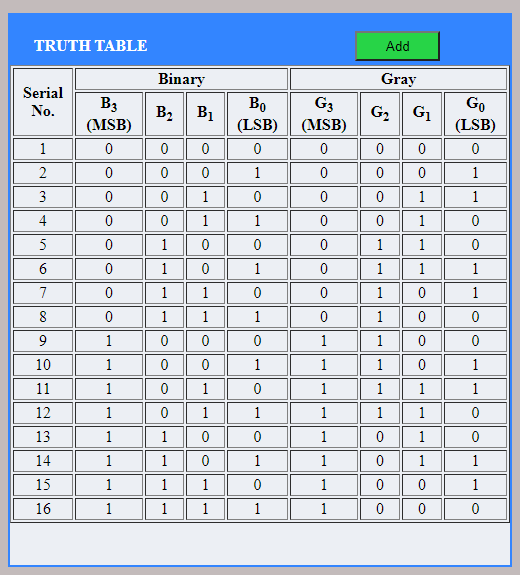 TRUTH TABLE Add
Serial No. Binary Gray
B3 (MSB) B2 B1 B0 (LSB) G3 (MSB) G2 G1 G0 (LSB)
1 0 0 0 0 0 0 0 0
2 0 0 0 1 0 0 0 1
3 0 0 1 0 0 0 1 1
4 0 0 1 1 0 0 1 0
5 0 1 0 0 0 1 1 0
6 0 1 0 1 0 1 1 1
7 0 1 1 0 0 1 0 1
8 0 1 1 1 0 1 0 0
9 1 0 0 0 1 1 0 0
10 1 0 0 1 1 1 0 1
11 1 0 1 0 1 1 1 1
12 1 0 1 1 1 1 1 0
13 1 1 0 0 1 0 1 0
14 1 1 0 1 1 0 1 1
15 1 1 1 0 1 0 0 1
16 1 1 1 1 1 0 0 0